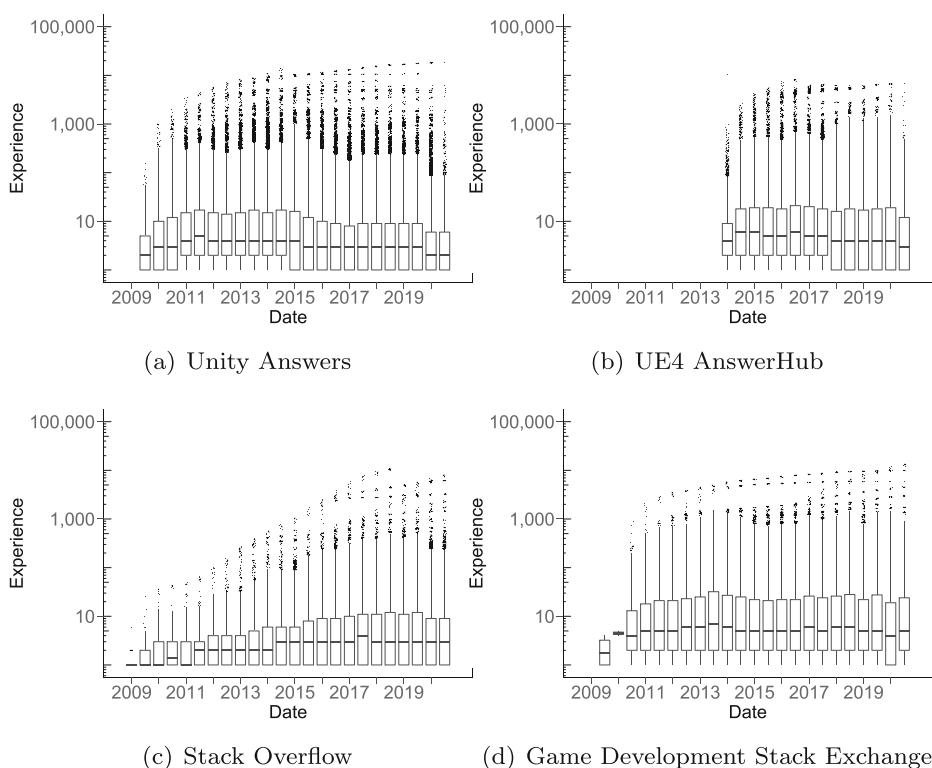 100,000
1,000
10
Experience
2009 2011 2013 2015 2017 2019
Date
(a) Unity Answers
100,000
1,000
10
Experience
2009 2011 2013 2015 2017 2019
Date
(b) UE4 AnswerHub
100,000
1,000
10
Experience
2009 2011 2013 2015 2017 2019
Date
(c) Stack Overflow
100,000
1,000
10
Experience
2009 2011 2013 2015 2017 2019
Date
(d) Game Development Stack Exchange